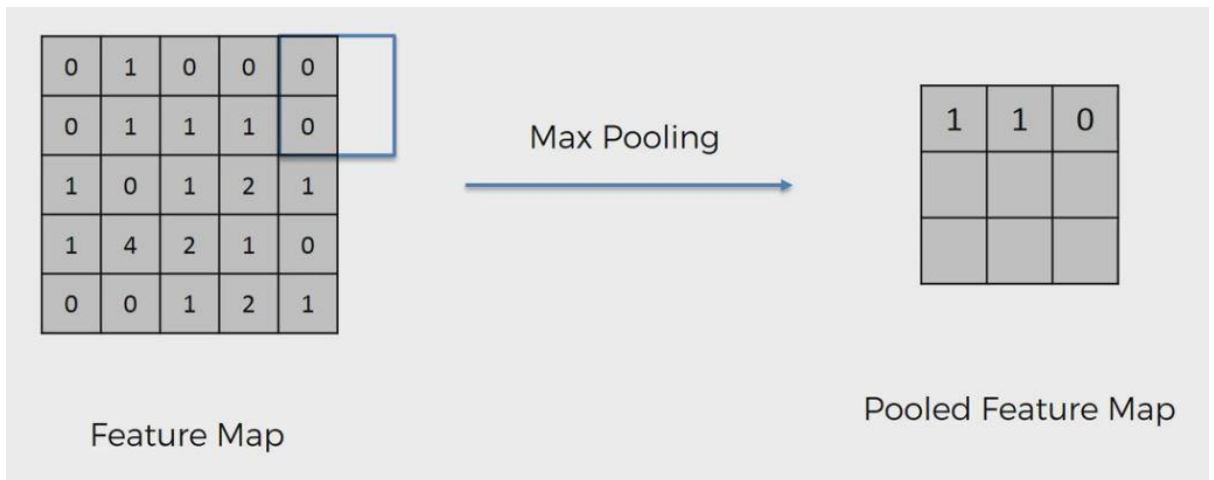 0 1 0 0 0
0 1 1 1 0
1 0 1 2 1
1 4 2 1 0
0 0 1 2 1
Feature Map
Max Pooling
1 1 0
Pooled Feature Map